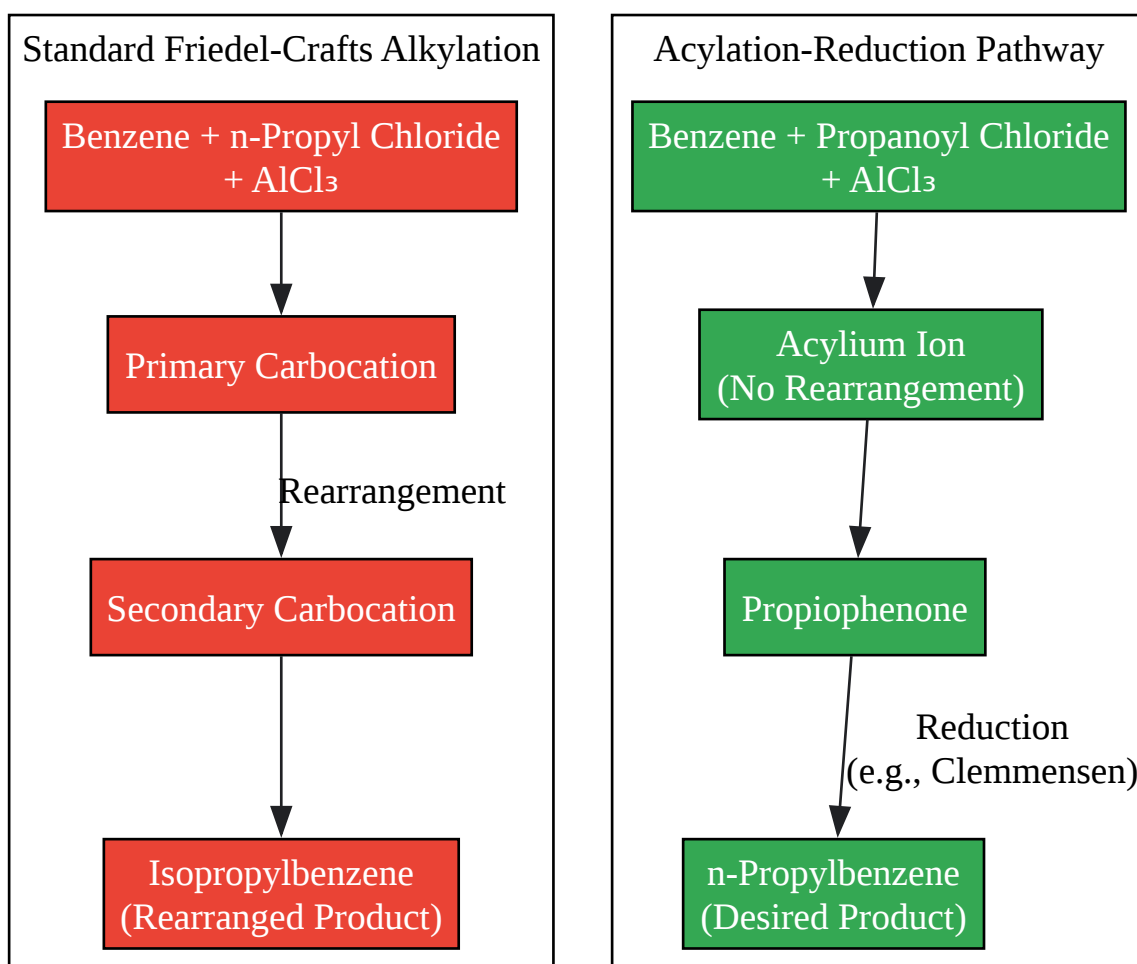 Standard Friedel-Crafts Alkylation
Benzene + n-Propyl Chloride
+ AlCl₃
Primary Carbocation
Rearrangement
Secondary Carbocation
Isopropylbenzene
(Rearranged Product)
Acylation-Reduction Pathway
Benzene + Propanoyl Chloride
+ AlCl₃
Acylium Ion
(No Rearrangement)
Propiophenone
Reduction
(e.g., Clemmensen)
n-Propylbenzene
(Desired Product)